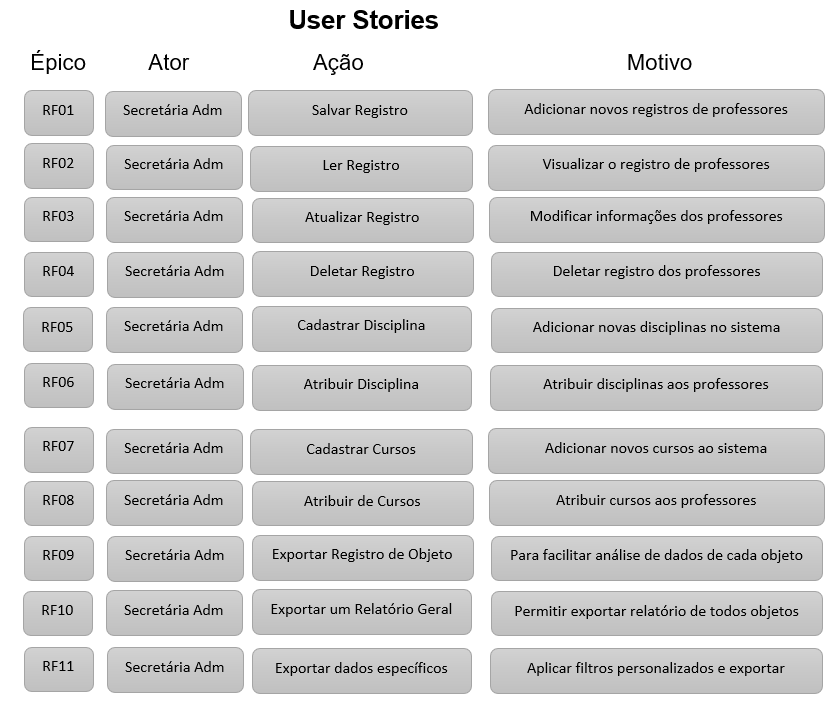 User Stories
Épico Ator Ação Motivo
RF01 Secretária Adm Salvar Registro Adicionar novos registros de professores
RF02 Secretária Adm Ler Registro Visualizar o registro de professores
RF03 Secretária Adm Atualizar Registro Modificar informações dos professores
RF04 Secretária Adm Deletar Registro Deletar registro dos professores
RF05 Secretária Adm Cadastrar Disciplina Adicionar novas disciplinas no sistema
RF06 Secretária Adm Atribuir Disciplina Atribuir disciplinas aos professores
RF07 Secretária Adm Cadastrar Cursos Adicionar novos cursos ao sistema
RF08 Secretária Adm Atribuir de Cursos Atribuir cursos aos professores
RF09 Secretária Adm Exportar Registro de Objeto Para facilitar análise de dados de cada objeto
RF10 Secretária Adm Exportar um Relatório Geral Permitir exportar relatório de todos objetos
RF11 Secretária Adm Exportar dados específicos Aplicar filtros personalizados e exportar